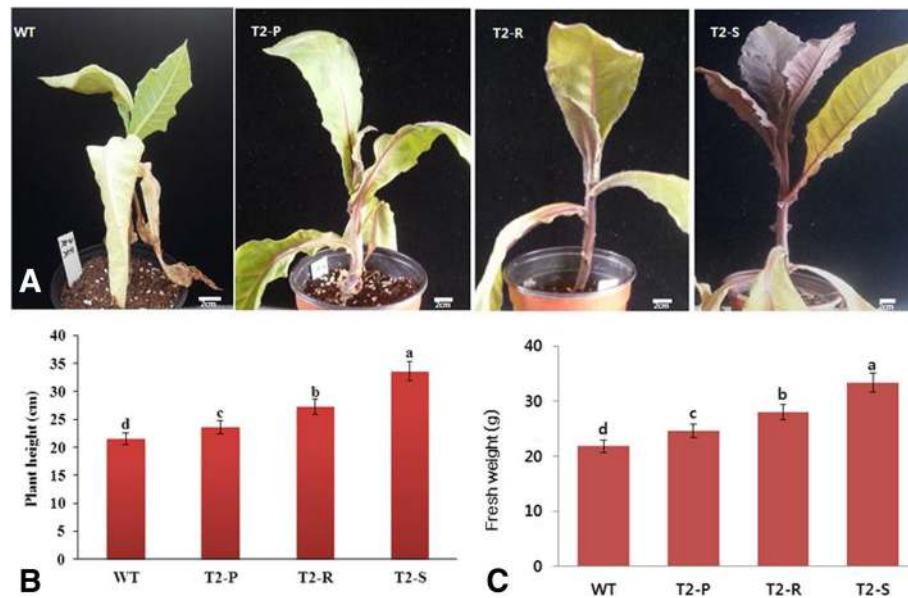 WT
T2-P
T2-R
T2-S
2cm
2cm
2cm
2cm
A
40
35
30
25
20
15
10
5
0
Plant height (cm)
d
c
b
a
WT
T2-P
T2-R
T2-S
B
40
30
20
10
0
Fresh weight (g)
d
c
b
a
WT
T2-P
T2-R
T2-S
C